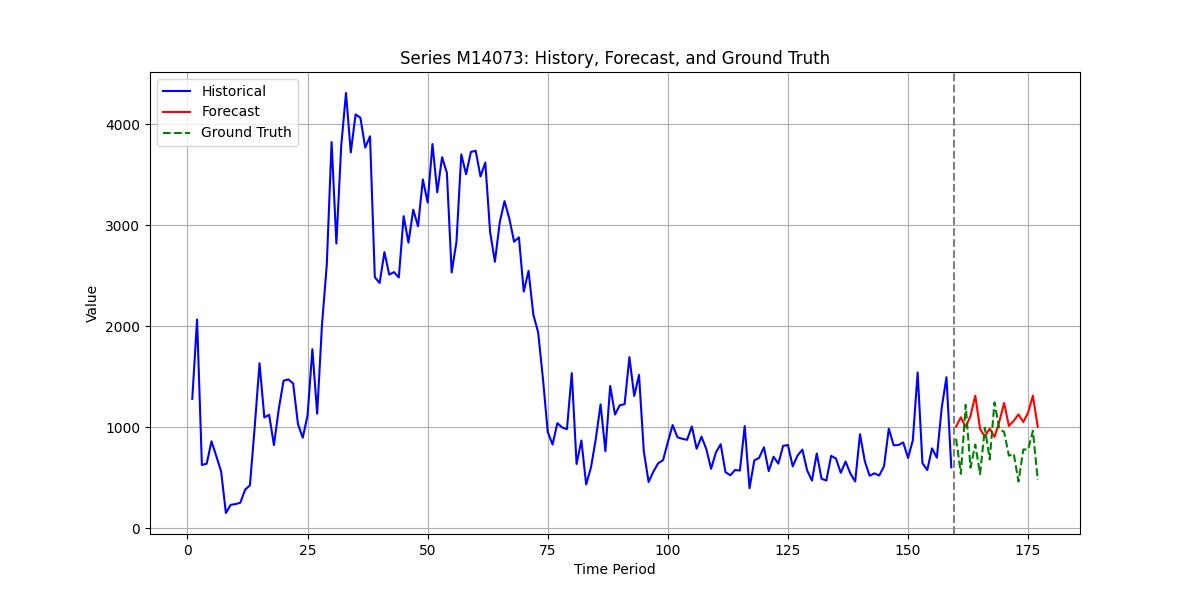 Series M14073: History, Forecast, and Ground Truth
Historical
Forecast
Ground Truth
Value
4000
3000
2000
1000
0
0 25 50 75 100 125 150 175
Time Period